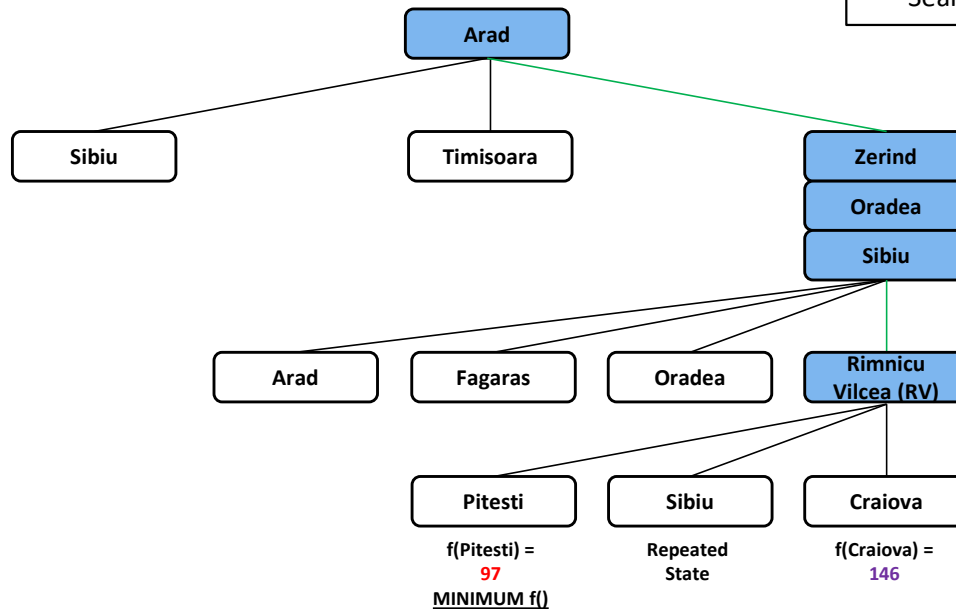 Arad
Sibiu
Timisoara
Zerind
Oradea
Sibiu
Arad
Fagaras
Oradea
Rimnicu
Vilcea (RV)
Pitesti
Sibiu
Craiova
f(Pitesti) =
97
MINIMUM f()
Repeated
State
f(Craiova) =
146